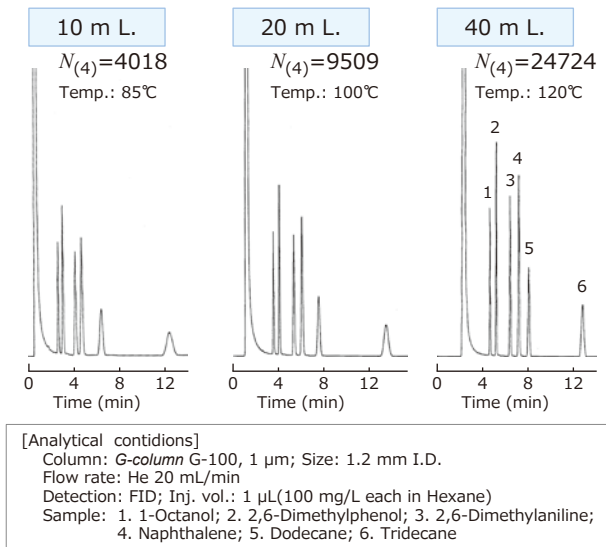 10 m L.
20 m L.
40 m L.
N(4)=4018
N(4)=9509
N(4)=24724
Temp.: 85℃
Temp.: 100℃
Temp.: 120℃
2
4
1
3
5
6
0 4 8 12
0 4 8 12
0 4 8 12
Time (min)
Time (min)
Time (min)
[Analytical contidions]
Column: G-column G-100, 1 µm; Size: 1.2 mm I.D.
Flow rate: He 20 mL/min
Detection: FID; Inj. vol.: 1 µL(100 mg/L each in Hexane)
Sample: 1. 1-Octanol; 2. 2,6-Dimethylphenol; 3. 2,6-Dimethylaniline;
4. Naphthalene; 5. Dodecane; 6. Tridecane